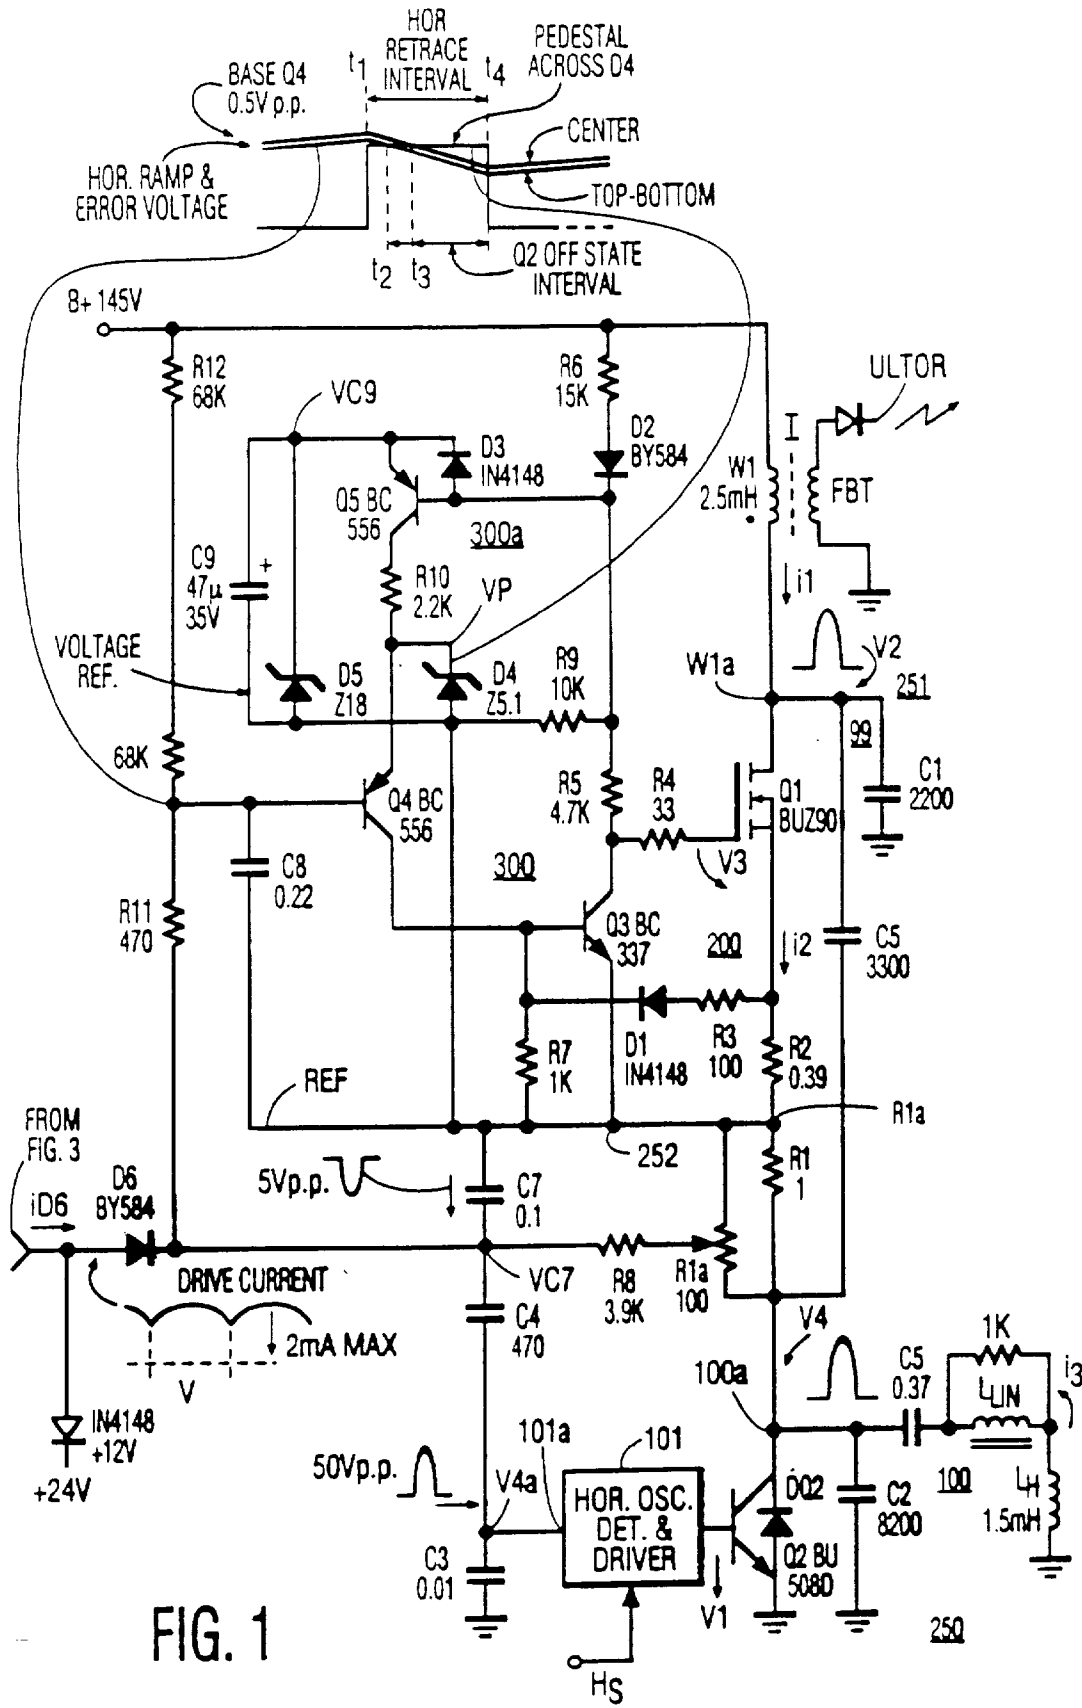 HOR
RETRACE
INTERVAL
PEDESTAL
ACROSS D4
t1
t4
BASE Q4
0.5V p.p.
CENTER
HOR. RAMP &
ERROR VOLTAGE
TOP-BOTTOM
t2
t3
Q2 OFF STATE
INTERVAL
B+ 145V
R12
68K
VC9
R6
15K
ULTOR
D3
IN4148
D2
BY584
I
W1
2.5mH
FBT
Q5 BC
556
300a
C9
47μ
35V
+
R10
2.2K
VP
i1
VOLTAGE
REF.
D5
Z18
D4
Z5.1
R9
10K
W1a
V2
251
99
68K
Q4 BC
556
R5
4.7K
R4
33
Q1
BUZ90
C1
2200
C8
0.22
300
V3
R11
470
Q3 BC
337
200
i2
C5
3300
R7
1K
D1
IN4148
R3
100
R2
0.39
REF
R1a
FROM
FIG. 3
252
R1
1
5Vp.p.
C7
0.1
iD6
D6
BY584
DRIVE CURRENT
VC7
R8
3.9K
R1a
100
2mA MAX
C4
470
V4
1K
V
100a
C5
0.37
LLIN
i3
IN4148
+12V
+24V
50Vp.p.
101a
101
V4a
HOR. OSC.
DET. &
DRIVER
DQ2
C2
8200
100
LH
1.5mH
C3
0.01
Q2 BU
508D
V1
FIG. 1
250
HS